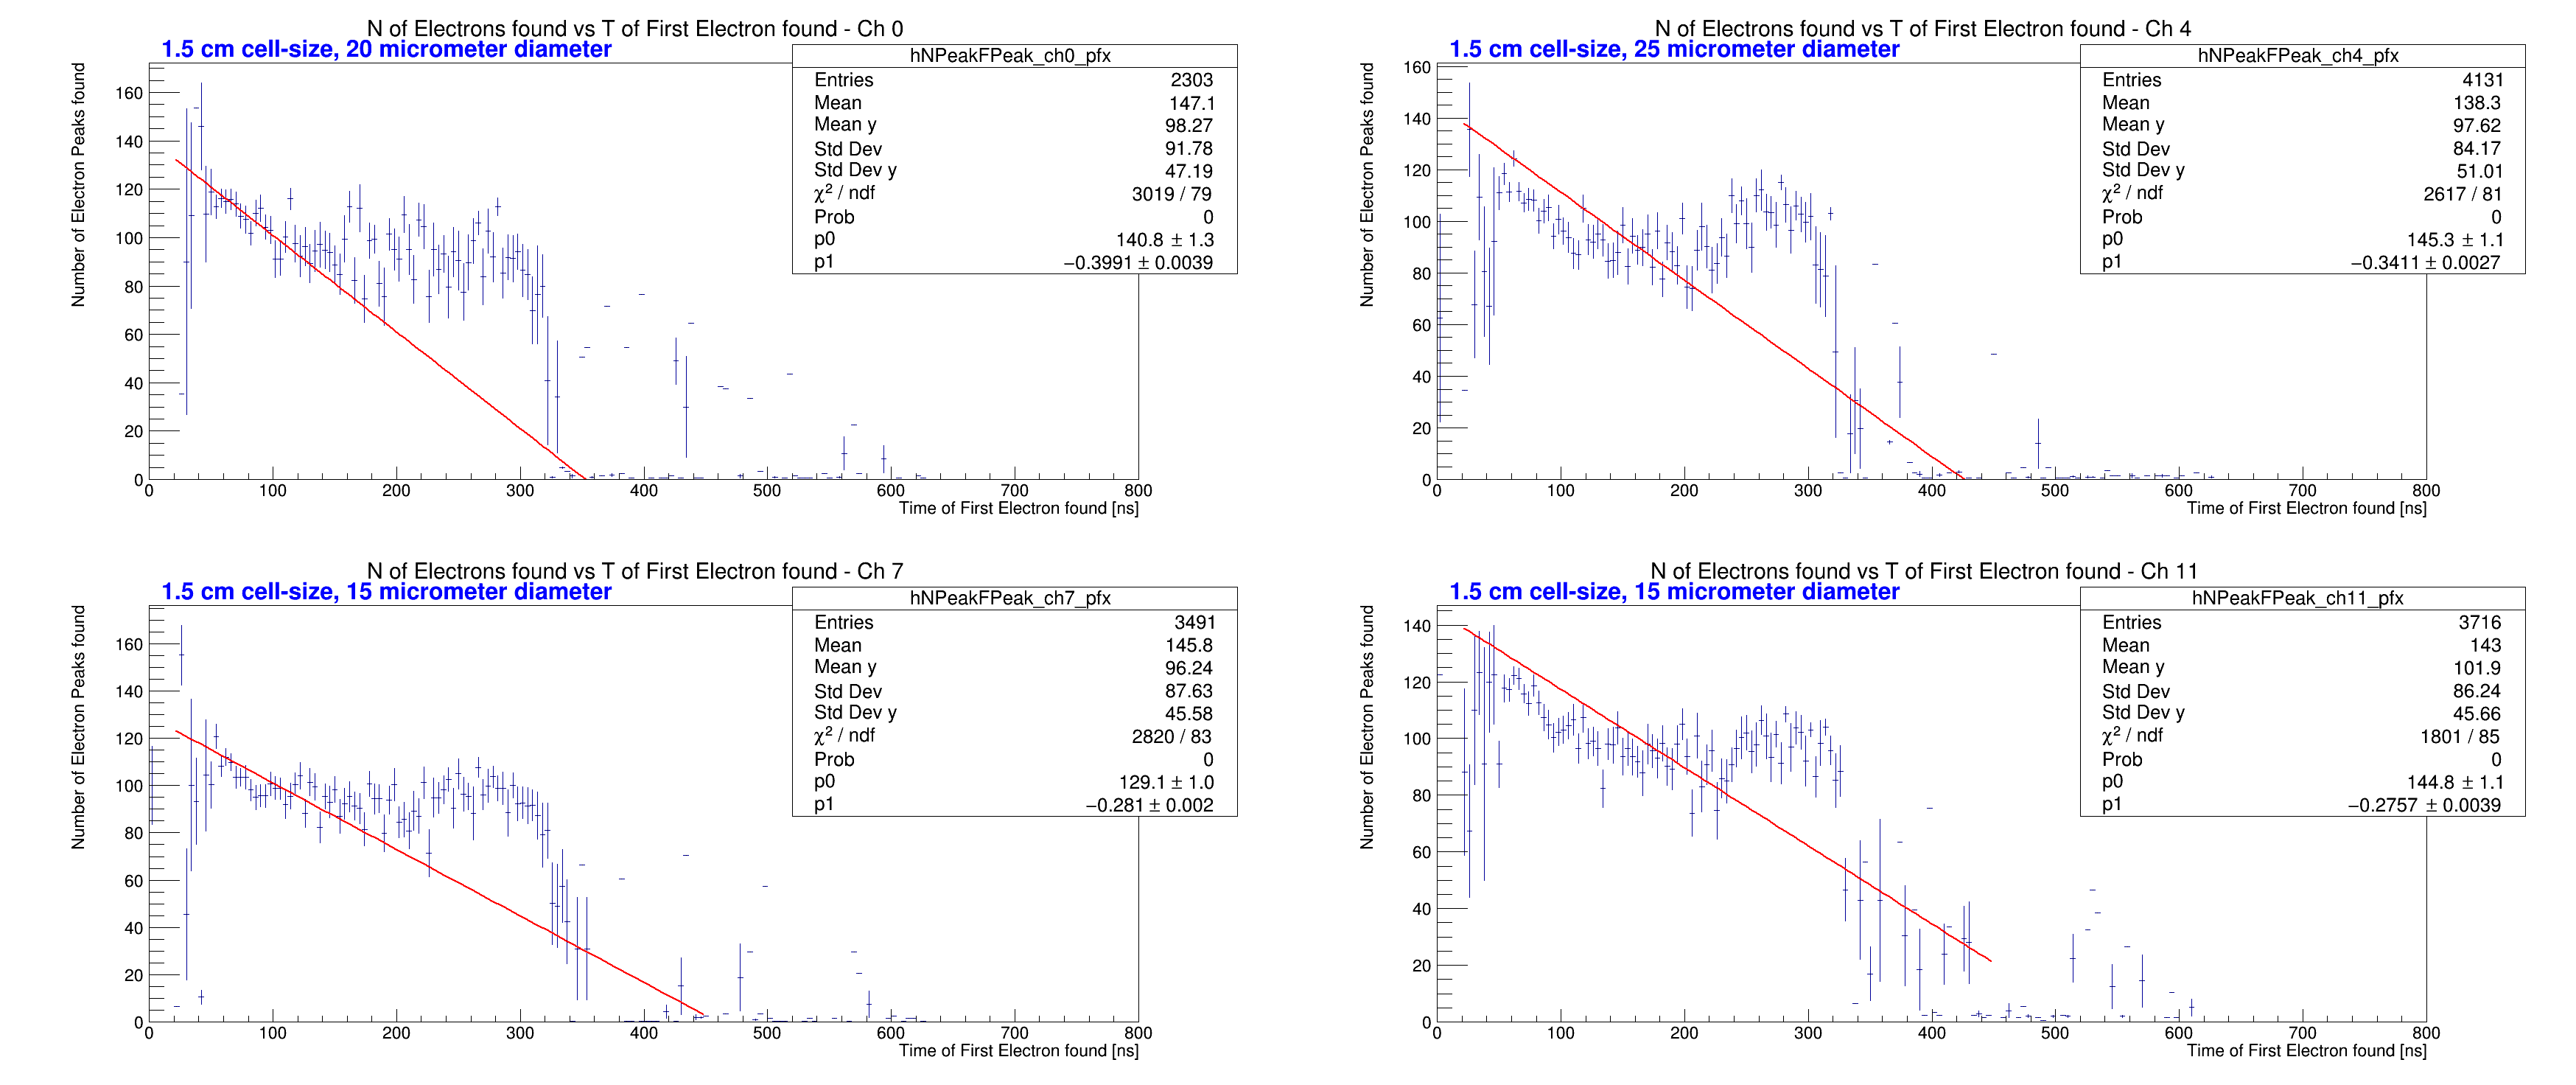 N of Electrons found vs T of First Electron found - Ch 0
1.5 cm cell-size, 20 micrometer diameter
Number of Electron Peaks found
160
140
120
100
80
60
40
20
0
0 100 200 300 400 500 600 700 800
Time of First Electron found [ns]
hNPeakFPeak_ch0_pfx
Entries 2303
Mean 147.1
Mean y 98.27
Std Dev 91.78
Std Dev y 47.19
χ² / ndf 3019 / 79
Prob 0
p0 140.8 ± 1.3
p1 −0.3991 ± 0.0039
N of Electrons found vs T of First Electron found - Ch 4
1.5 cm cell-size, 25 micrometer diameter
Number of Electron Peaks found
160
140
120
100
80
60
40
20
0
0 100 200 300 400 500 600 700 800
Time of First Electron found [ns]
hNPeakFPeak_ch4_pfx
Entries 4131
Mean 138.3
Mean y 97.62
Std Dev 84.17
Std Dev y 51.01
χ² / ndf 2617 / 81
Prob 0
p0 145.3 ± 1.1
p1 −0.3411 ± 0.0027
N of Electrons found vs T of First Electron found - Ch 7
1.5 cm cell-size, 15 micrometer diameter
Number of Electron Peaks found
160
140
120
100
80
60
40
20
0
0 100 200 300 400 500 600 700 800
Time of First Electron found [ns]
hNPeakFPeak_ch7_pfx
Entries 3491
Mean 145.8
Mean y 96.24
Std Dev 87.63
Std Dev y 45.58
χ² / ndf 2820 / 83
Prob 0
p0 129.1 ± 1.0
p1 −0.281 ± 0.002
N of Electrons found vs T of First Electron found - Ch 11
1.5 cm cell-size, 15 micrometer diameter
Number of Electron Peaks found
140
120
100
80
60
40
20
0
0 100 200 300 400 500 600 700 800
Time of First Electron found [ns]
hNPeakFPeak_ch11_pfx
Entries 3716
Mean 143
Mean y 101.9
Std Dev 86.24
Std Dev y 45.66
χ² / ndf 1801 / 85
Prob 0
p0 144.8 ± 1.1
p1 −0.2757 ± 0.0039